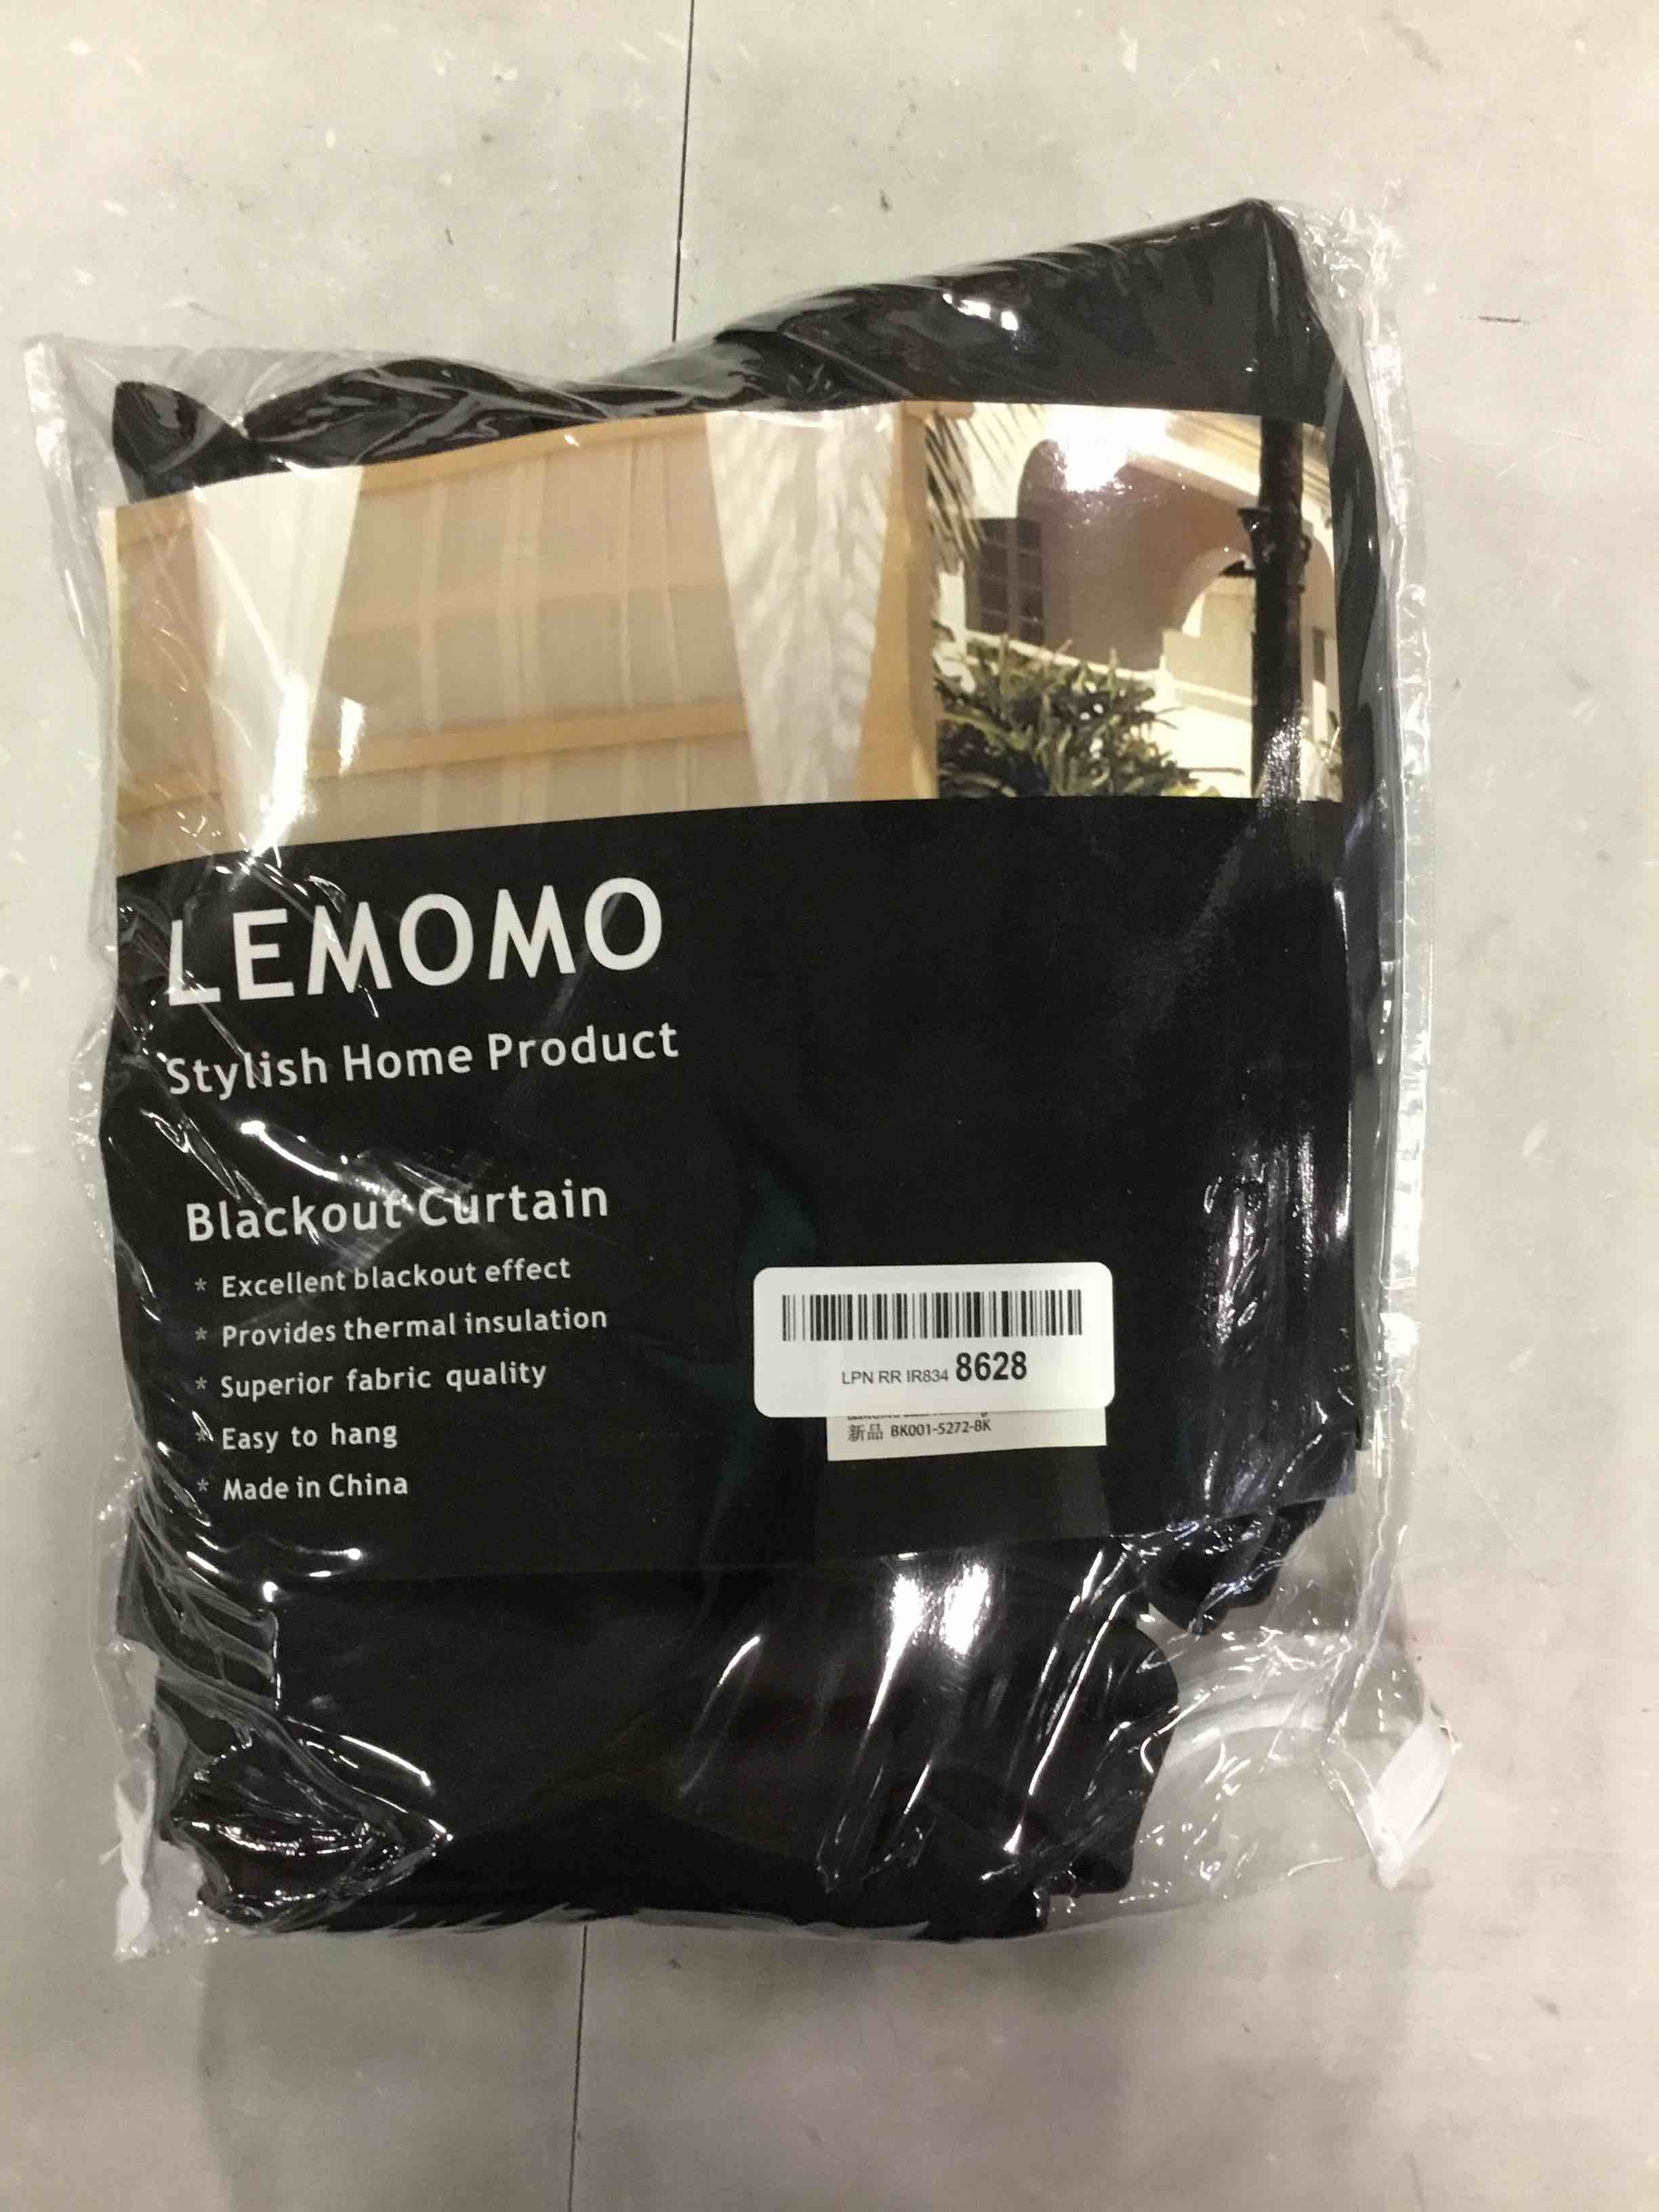 LEMOMO
Stylish Home Product
Blackout Curtain
* Excellent blackout effect
* Provides thermal insulation
* Superior fabric quality
* Easy to hang
* Made in China
LPN RR IR834 8628
新品 BK001-5272-BK